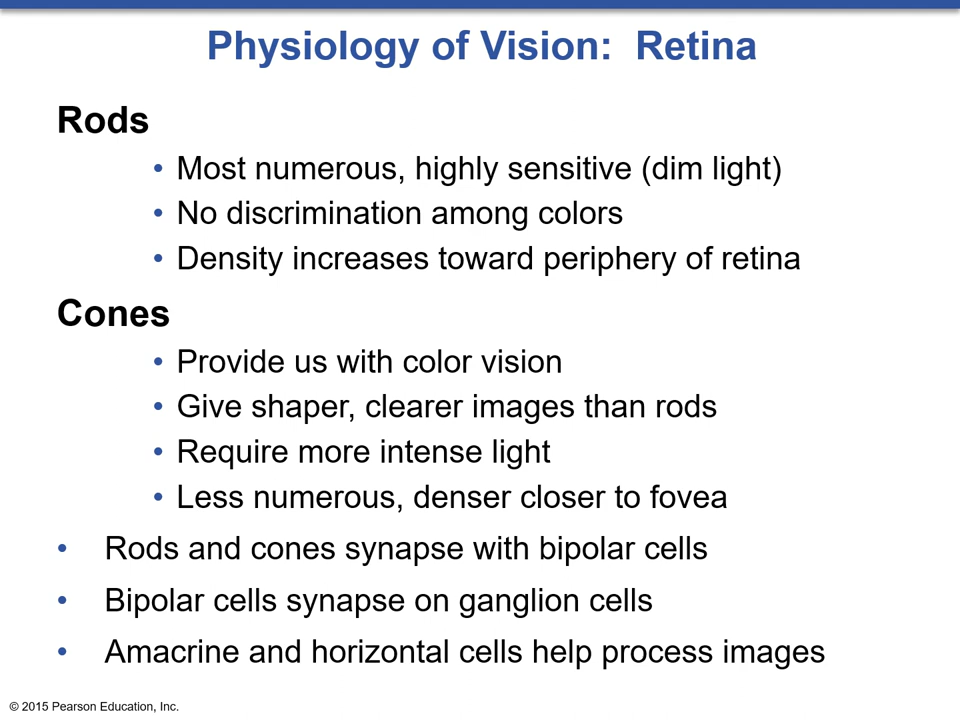 Physiology of Vision: Retina
Rods
• Most numerous, highly sensitive (dim light)
• No discrimination among colors
• Density increases toward periphery of retina
Cones
• Provide us with color vision
• Give shaper, clearer images than rods
• Require more intense light
• Less numerous, denser closer to fovea
• Rods and cones synapse with bipolar cells
• Bipolar cells synapse on ganglion cells
• Amacrine and horizontal cells help process images
© 2015 Pearson Education, Inc.